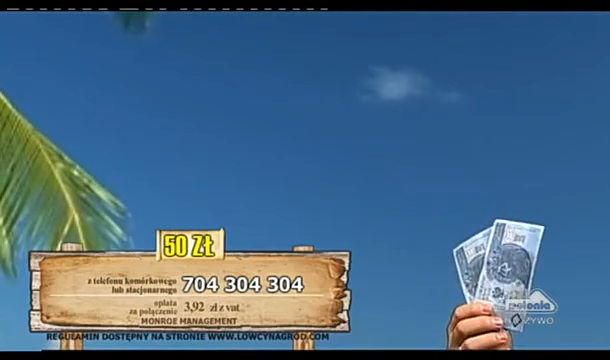 50 ZŁ
z telefonu komórkowego
lub stacjonarnego
704 304 304
opłata
za połączenie
3,92 zł z vat
MONROE MANAGEMENT
REGULAMIN DOSTĘPNY NA STRONIE WWW.LOWCYNAGROD.COM
polonia
NA ŻYWO